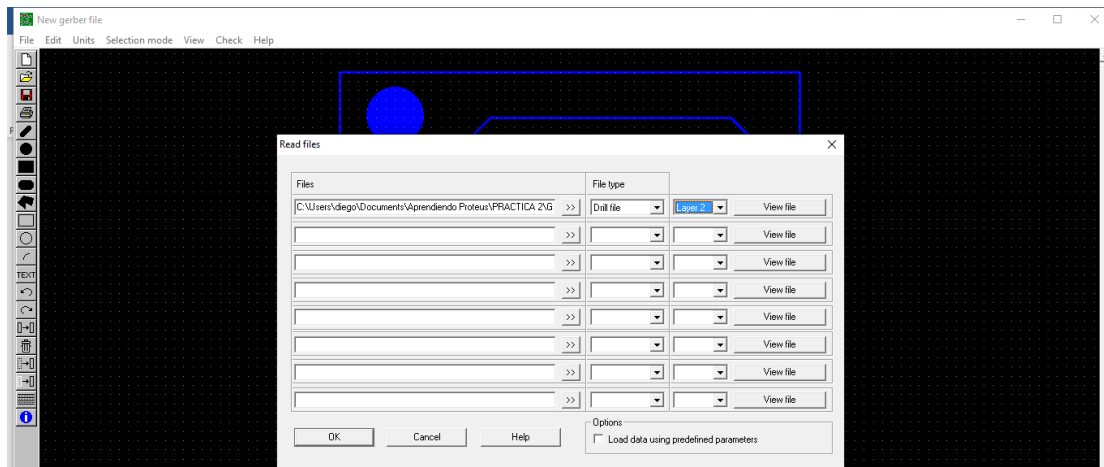 New gerber file
File Edit Units Selection mode View Check Help
TEXT
Read files
Files File type
C:\Users\diego\Documents\Aprendiendo Proteus\PRACTICA 2\G >> Drill file Layer 2 View file
>> View file
>> View file
>> View file
>> View file
>> View file
>> View file
>> View file
OK Cancel Help
Options
Load data using predefined parameters